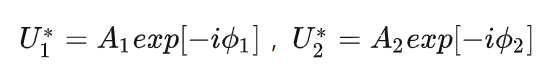 U₁* = A₁exp[−iϕ₁] , U₂* = A₂exp[−iϕ₂]